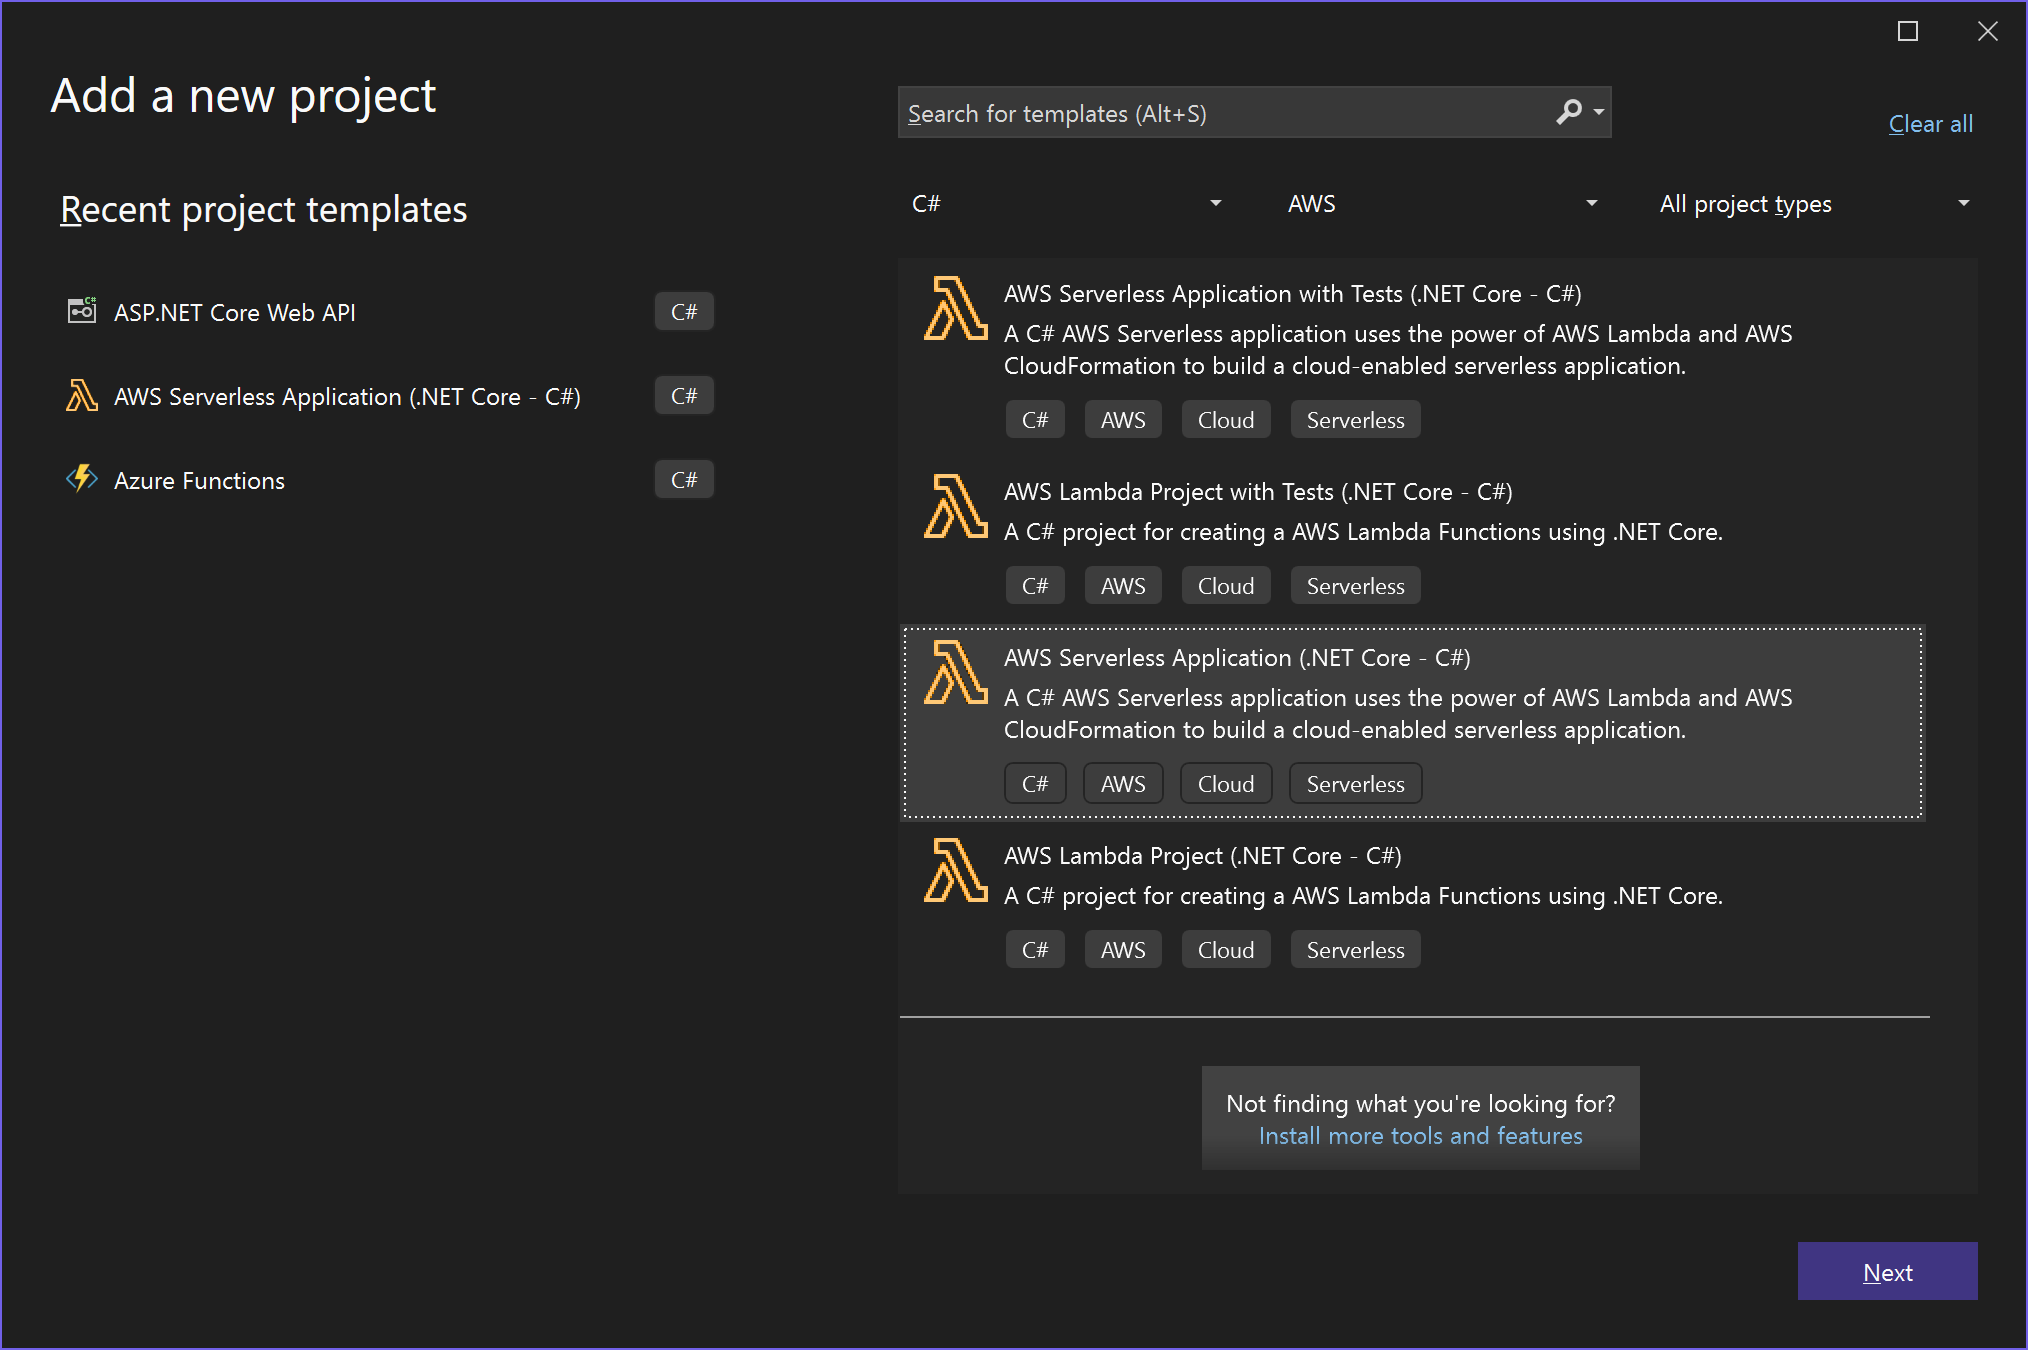 Add a new project
Search for templates (Alt+S)
Clear all
Recent project templates
ASP.NET Core Web API
C#
AWS Serverless Application (.NET Core - C#)
C#
Azure Functions
C#
C#
AWS
All project types
AWS Serverless Application with Tests (.NET Core - C#)
A C# AWS Serverless application uses the power of AWS Lambda and AWS
CloudFormation to build a cloud-enabled serverless application.
C# AWS Cloud Serverless
AWS Lambda Project with Tests (.NET Core - C#)
A C# project for creating a AWS Lambda Functions using .NET Core.
C# AWS Cloud Serverless
AWS Serverless Application (.NET Core - C#)
A C# AWS Serverless application uses the power of AWS Lambda and AWS
CloudFormation to build a cloud-enabled serverless application.
C# AWS Cloud Serverless
AWS Lambda Project (.NET Core - C#)
A C# project for creating a AWS Lambda Functions using .NET Core.
C# AWS Cloud Serverless
Not finding what you're looking for?
Install more tools and features
Next